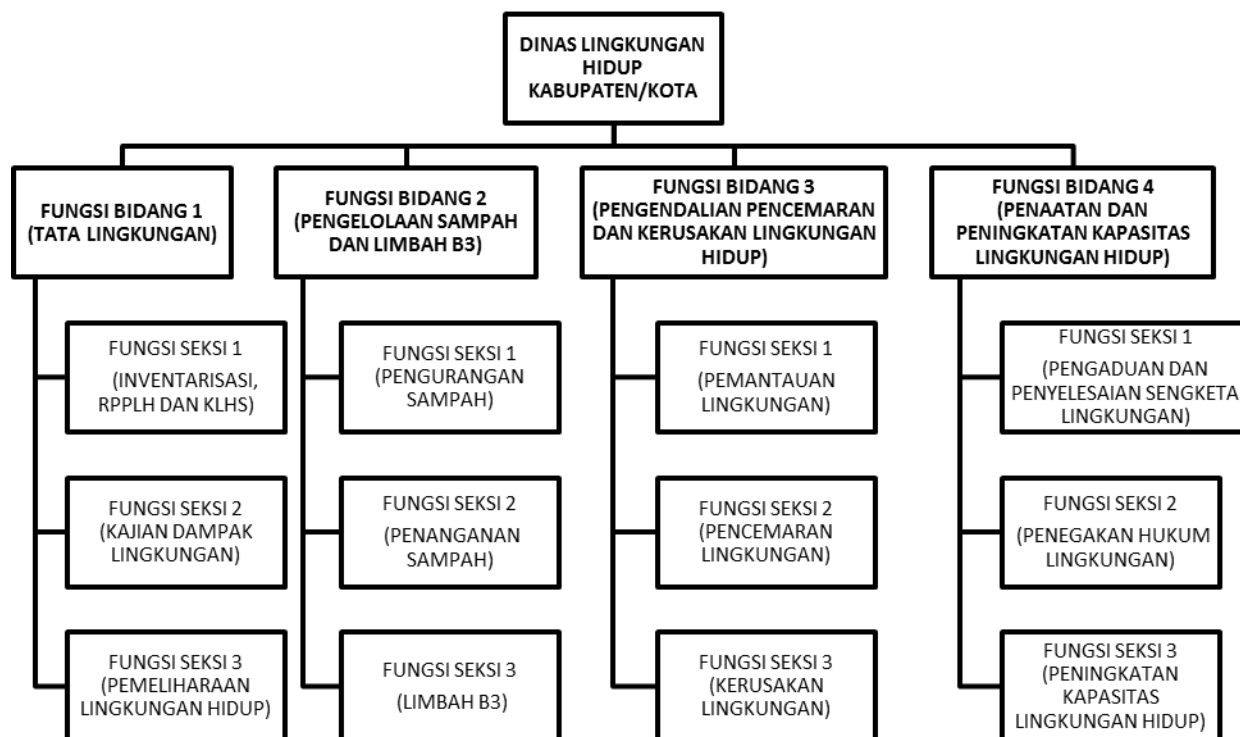 DINAS LINGKUNGAN
HIDUP
KABUPATEN/KOTA
FUNGSI BIDANG 1
(TATA LINGKUNGAN)
FUNGSI BIDANG 2
(PENGELOLAAN SAMPAH
DAN LIMBAH B3)
FUNGSI BIDANG 3
(PENGENDALIAN PENCEMARAN
DAN KERUSAKAN LINGKUNGAN
HIDUP)
FUNGSI BIDANG 4
(PENAATAN DAN
PENINGKATAN KAPASITAS
LINGKUNGAN HIDUP)
FUNGSI SEKSI 1
(INVENTARISASI,
RPPLH DAN KLHS)
FUNGSI SEKSI 1
(PENGURANGAN
SAMPAH)
FUNGSI SEKSI 1
(PEMANTAUAN
LINGKUNGAN)
FUNGSI SEKSI 1
(PENGADUAN DAN
PENYELESAIAN SENGKETA
LINGKUNGAN)
FUNGSI SEKSI 2
(KAJIAN DAMPAK
LINGKUNGAN)
FUNGSI SEKSI 2
(PENANGANAN
SAMPAH)
FUNGSI SEKSI 2
(PENCEMARAN
LINGKUNGAN)
FUNGSI SEKSI 2
(PENEGAKAN HUKUM
LINGKUNGAN)
FUNGSI SEKSI 3
(PEMELIHARAAN
LINGKUNGAN HIDUP)
FUNGSI SEKSI 3
(LIMBAH B3)
FUNGSI SEKSI 3
(KERUSAKAN
LINGKUNGAN)
FUNGSI SEKSI 3
(PENINGKATAN
KAPASITAS
LINGKUNGAN HIDUP)